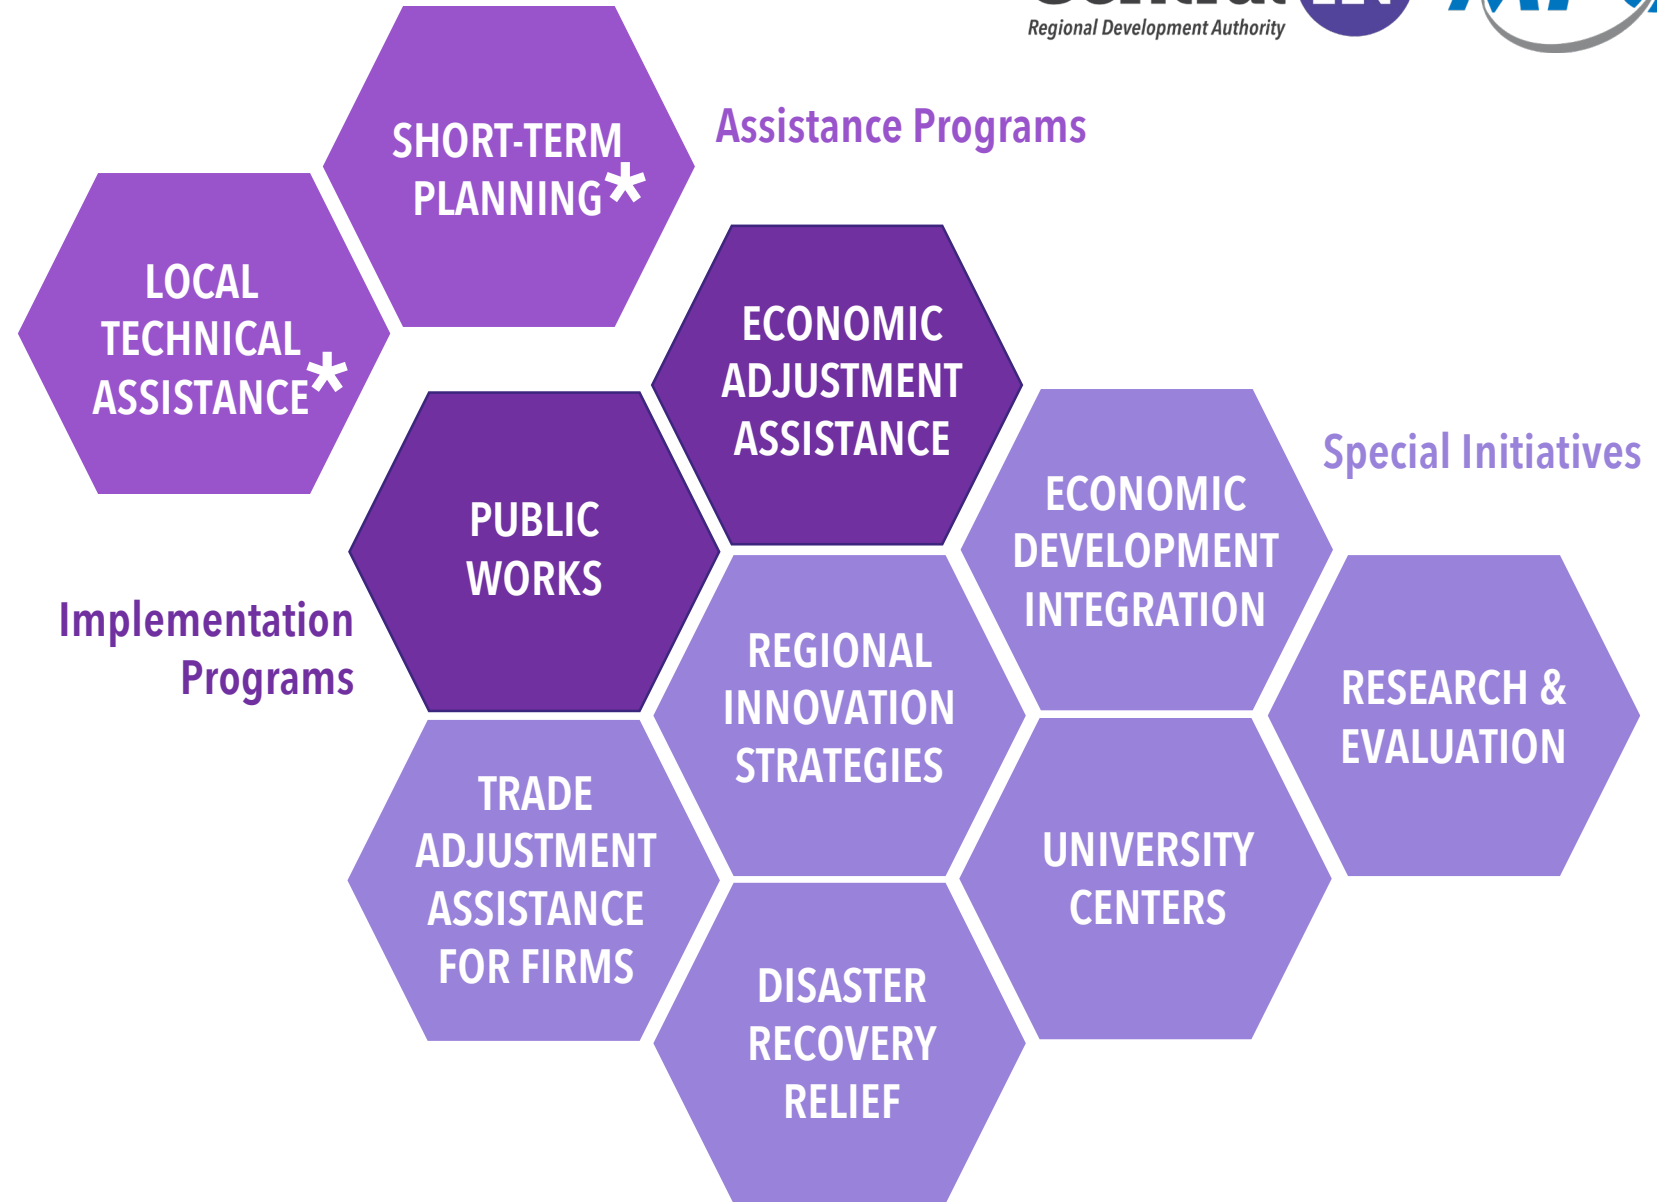 IN
Regional Development Authority
Assistance Programs
SHORT-TERM
PLANNING*
LOCAL
TECHNICAL
ASSISTANCE*
ECONOMIC
ADJUSTMENT
ASSISTANCE
Special Initiatives
PUBLIC
WORKS
ECONOMIC
DEVELOPMENT
INTEGRATION
Implementation
Programs
REGIONAL
INNOVATION
STRATEGIES
RESEARCH &
EVALUATION
TRADE
ADJUSTMENT
ASSISTANCE
FOR FIRMS
UNIVERSITY
CENTERS
DISASTER
RECOVERY
RELIEF